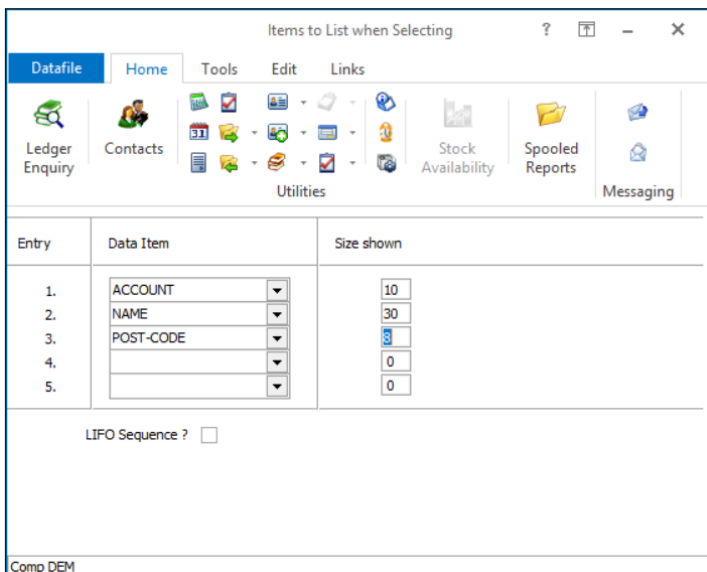 Items to List when Selecting ?
Datafile Home Tools Edit Links
31
Ledger Enquiry
Contacts
Stock Availability
Spooled Reports
Utilities
Messaging
Entry Data Item Size shown
1. ACCOUNT 10
2. NAME 30
3. POST-CODE 8
4. 0
5. 0
LIFO Sequence ?
Comp DEM